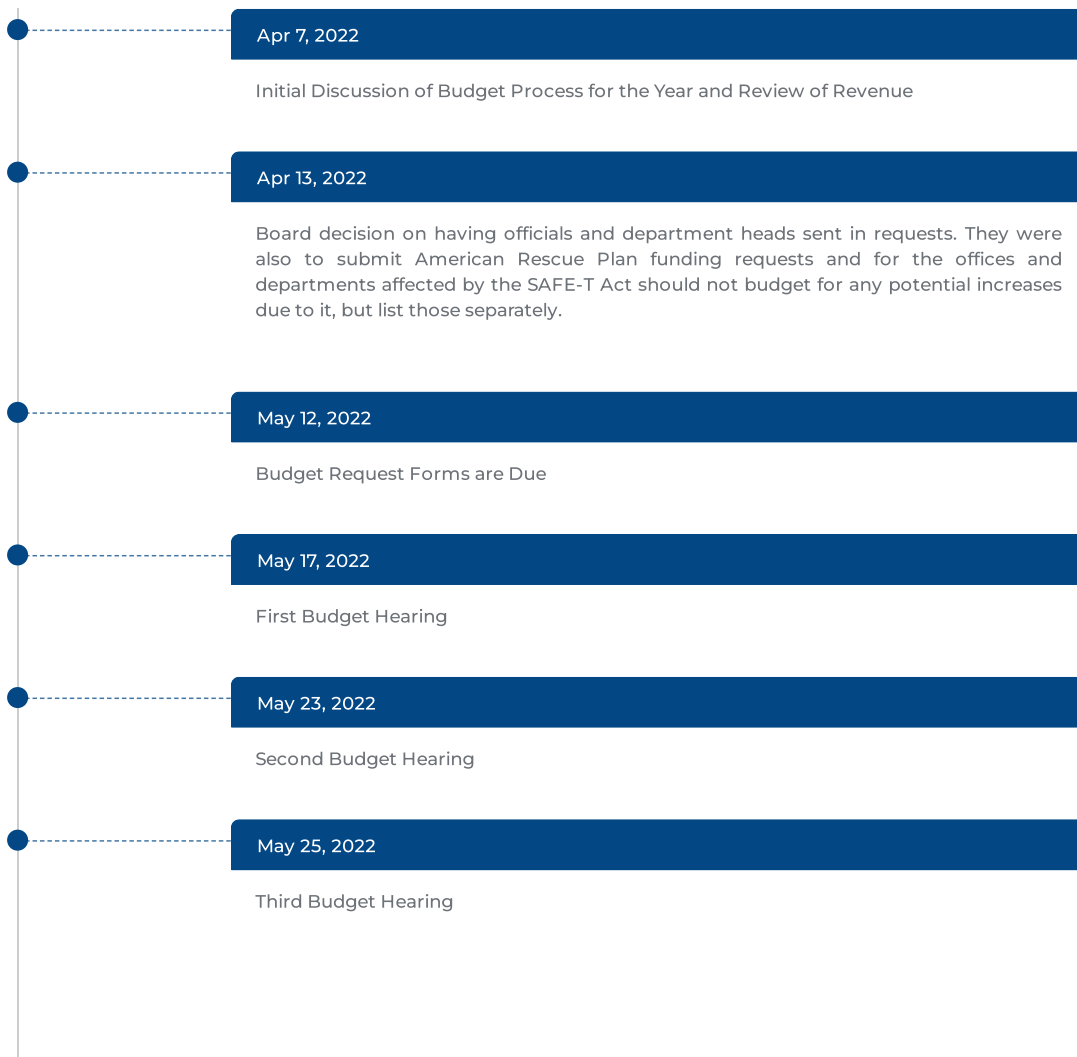 Apr 7, 2022
Initial Discussion of Budget Process for the Year and Review of Revenue
Apr 13, 2022
Board decision on having officials and department heads sent in requests. They were
also to submit American Rescue Plan funding requests and for the offices and
departments affected by the SAFE-T Act should not budget for any potential increases
due to it, but list those separately.
May 12, 2022
Budget Request Forms are Due
May 17, 2022
First Budget Hearing
May 23, 2022
Second Budget Hearing
May 25, 2022
Third Budget Hearing